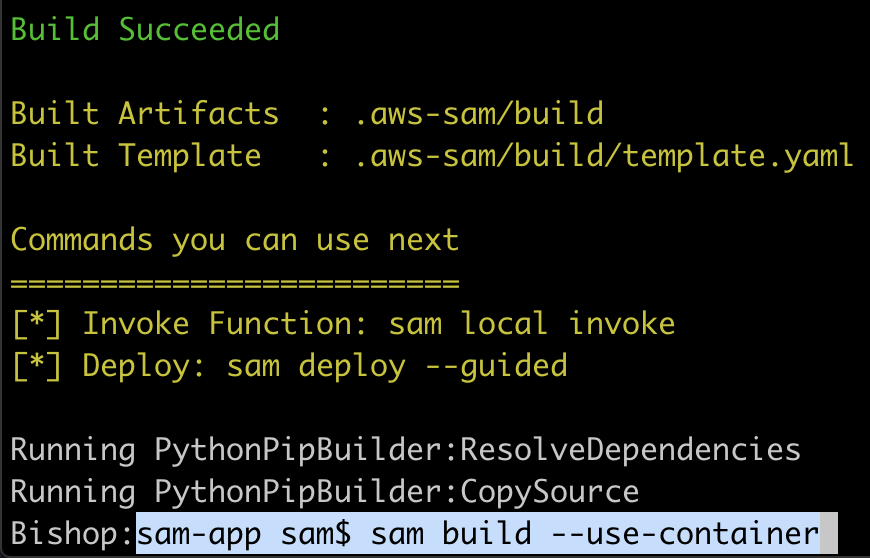 Build Succeeded
Built Artifacts  : .aws-sam/build
Built Template   : .aws-sam/build/template.yaml
Commands you can use next
=========================
[*] Invoke Function: sam local invoke
[*] Deploy: sam deploy --guided
Running PythonPipBuilder:ResolveDependencies
Running PythonPipBuilder:CopySource
Bishop:sam-app sam$ sam build --use-container